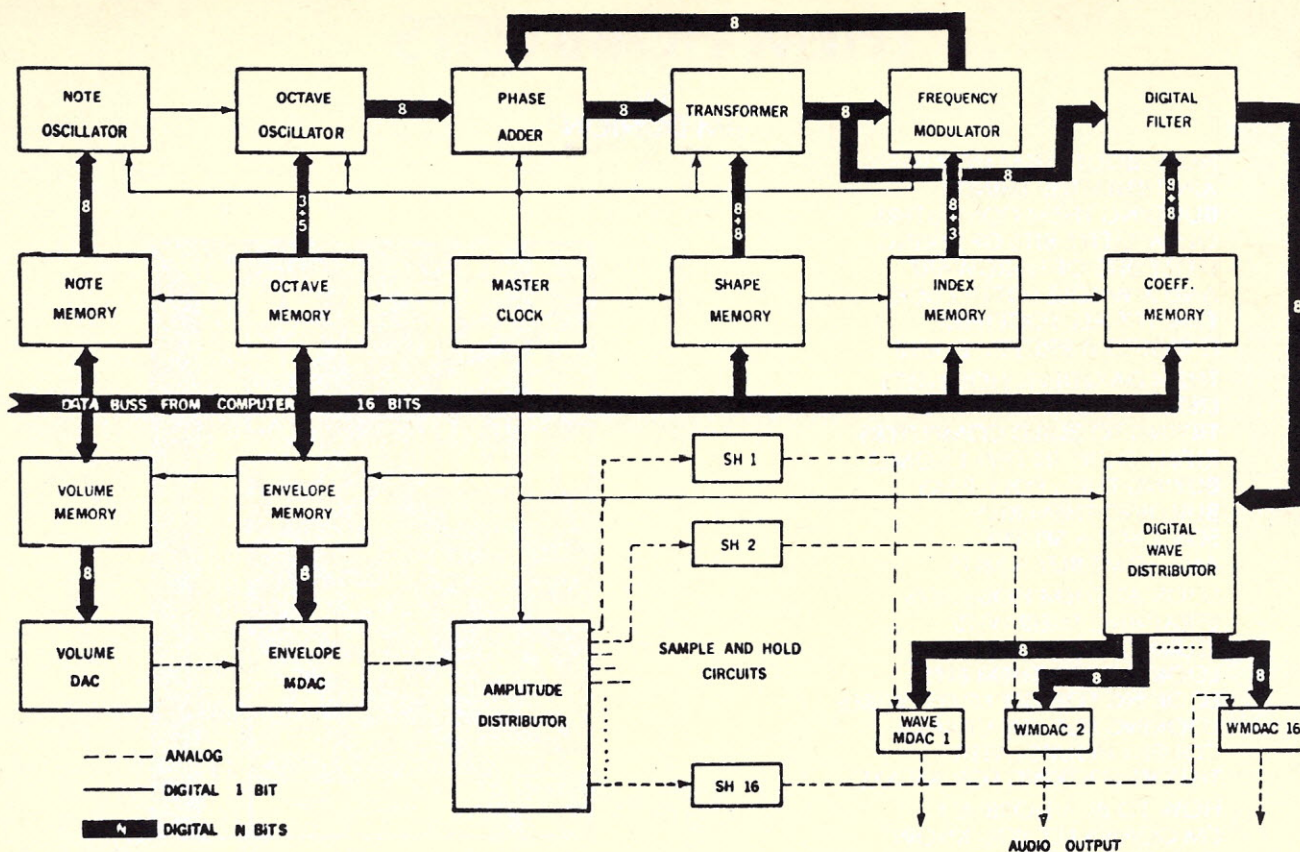 8
NOTE
OSCILLATOR
OCTAVE
OSCILLATOR
8
PHASE
ADDER
8
TRANSFORMER
8
FREQUENCY
MODULATOR
8
DIGITAL
FILTER
8
3+5
8+8
8+3
9+8
8
NOTE
MEMORY
OCTAVE
MEMORY
MASTER
CLOCK
SHAPE
MEMORY
INDEX
MEMORY
COEFF.
MEMORY
DATA BUSS FROM COMPUTER 16 BITS
VOLUME
MEMORY
ENVELOPE
MEMORY
SH 1
SH 2
DIGITAL
WAVE
DISTRIBUTOR
8
8
VOLUME
DAC
ENVELOPE
MDAC
AMPLITUDE
DISTRIBUTOR
SAMPLE AND HOLD
CIRCUITS
8
8
8
WAVE
MDAC 1
WMDAC 2
WMDAC 16
SH 16
ANALOG
DIGITAL 1 BIT
N DIGITAL N BITS
AUDIO OUTPUT